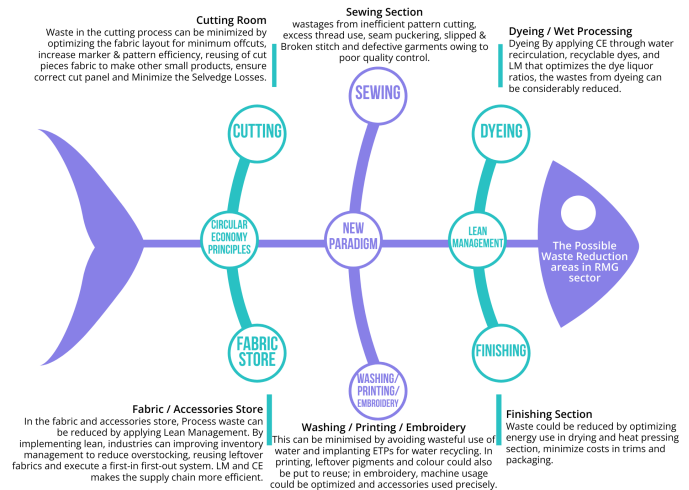 Cutting Room
Waste in the cutting process can be minimized by
optimizing the fabric layout for minimum offcuts,
increase marker & pattern efficiency, reusing of cut
pieces fabric to make other small products, ensure
correct cut panel and Minimize the Selvedge Losses.
Sewing Section
wastages from inefficient pattern cutting,
excess thread use, seam puckering, slipped &
Broken stitch and defective garments owing to
poor quality control.
Dyeing / Wet Processing
Dyeing By applying CE through water
recirculation, recyclable dyes, and
LM that optimizes the dye liquor
ratios, the wastes from dyeing can
be considerably reduced.
CUTTING
SEWING
DYEING
CIRCULAR
ECONOMY
PRINCIPLES
NEW
PARADIGM
LEAN
MANAGEMENT
The Possible
Waste Reduction
areas in RMG
sector
FABRIC
STORE
WASHING/
PRINTING/
EMBROIDERY
FINISHING
Fabric / Accessories Store
In the fabric and accessories store, Process waste can
be reduced by applying Lean Management. By
implementing lean, industries can improving inventory
management to reduce overstocking, reusing leftover
fabrics and execute a first-in first-out system. LM and CE
makes the supply chain more efficient.
Washing / Printing / Embroidery
This can be minimised by avoiding wasteful use of
water and implanting ETPs for water recycling. In
printing, leftover pigments and colour could also
be put to reuse; in embroidery, machine usage
could be optimized and accessories used precisely.
Finishing Section
Waste could be reduced by optimizing
energy use in drying and heat pressing
section, minimize costs in trims and
packaging.